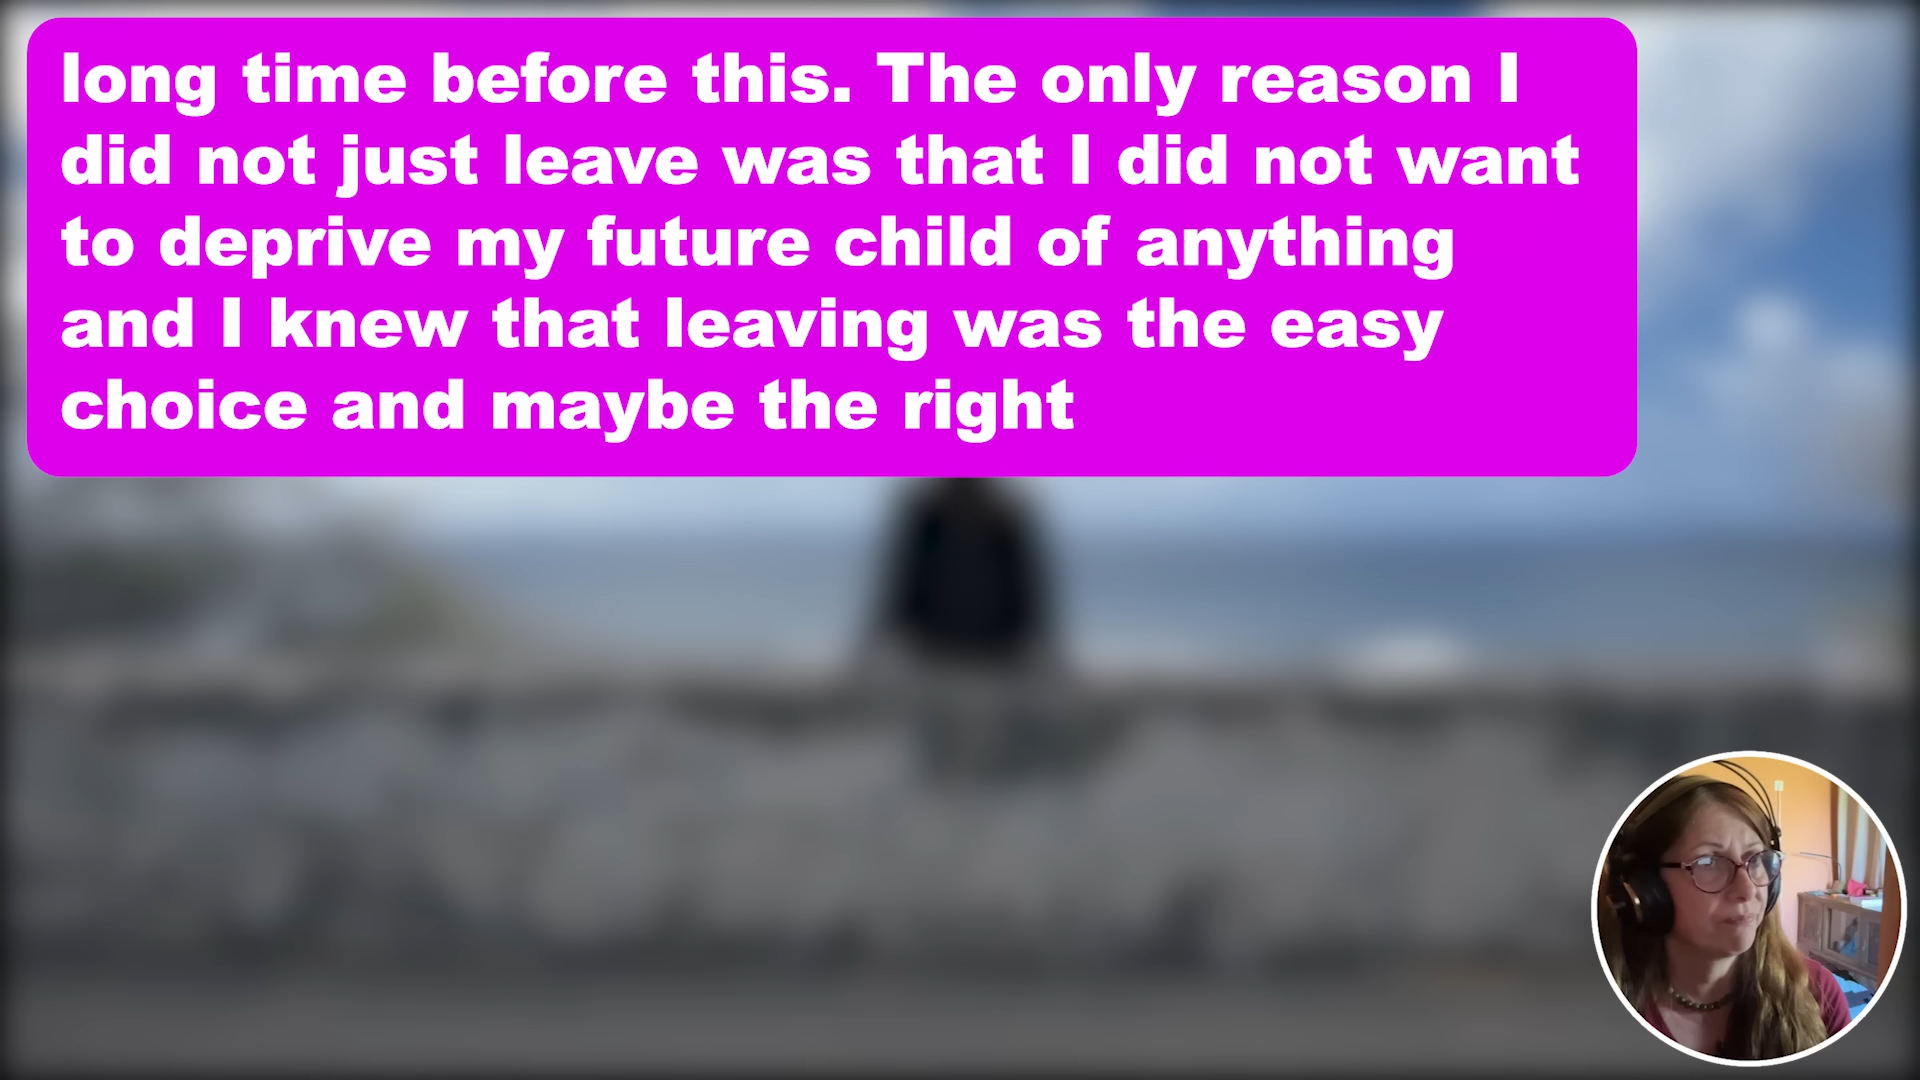 long time before this. The only reason I
did not just leave was that I did not want
to deprive my future child of anything
and I knew that leaving was the easy
choice and maybe the right